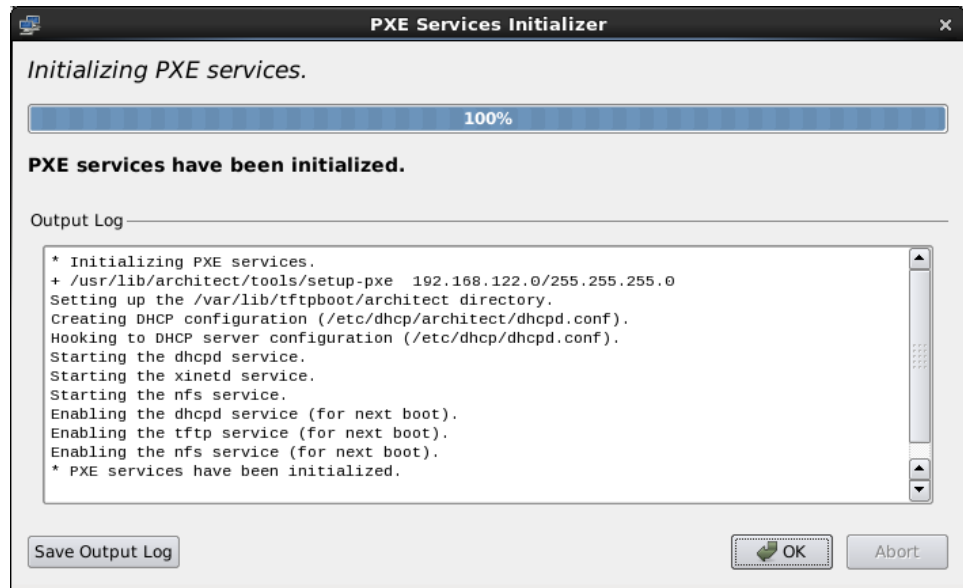 PXE Services Initializer
Initializing PXE services.
100%
PXE services have been initialized.
Output Log
* Initializing PXE services.
+ /usr/lib/architect/tools/setup-pxe  192.168.122.0/255.255.255.0
Setting up the /var/lib/tftpboot/architect directory.
Creating DHCP configuration (/etc/dhcp/architect/dhcpd.conf).
Hooking to DHCP server configuration (/etc/dhcp/dhcpd.conf).
Starting the dhcpd service.
Starting the xinetd service.
Starting the nfs service.
Enabling the dhcpd service (for next boot).
Enabling the tftp service (for next boot).
Enabling the nfs service (for next boot).
* PXE services have been initialized.
Save Output Log
OK
Abort